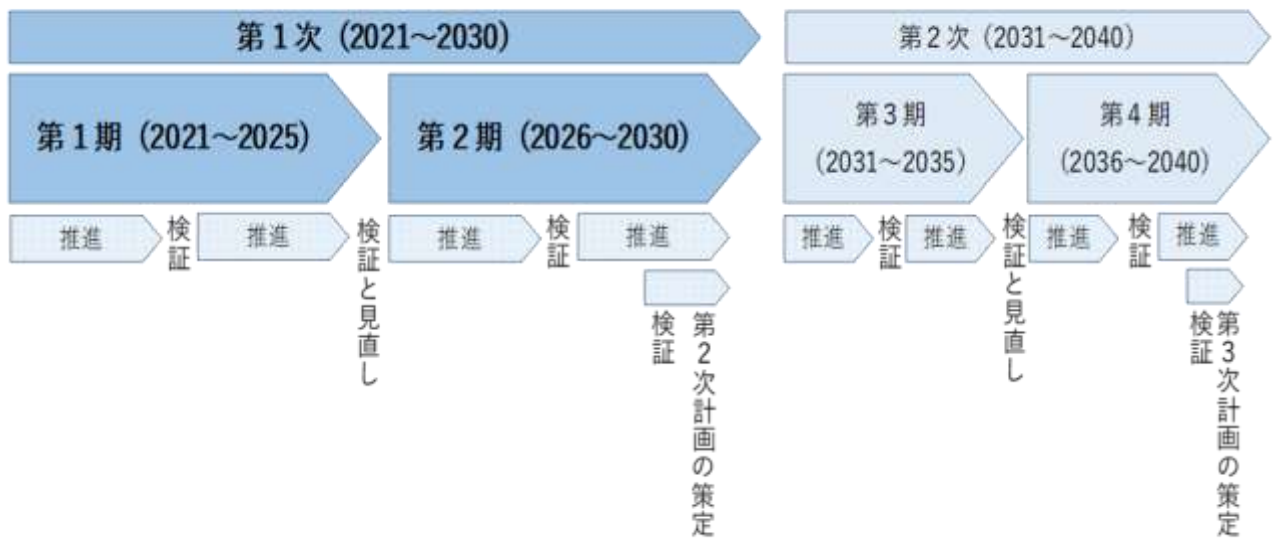 第1次（2021～2030）
第2次（2031～2040）
第1期（2021～2025）
第2期（2026～2030）
第3期
（2031～2035）
第4期
（2036～2040）
推進
検証
推進
検証と見直し
推進
検証
推進
検証
第2次計画の策定
推進
検証
推進
検証と見直し
推進
検証
推進
検証
第3次計画の策定